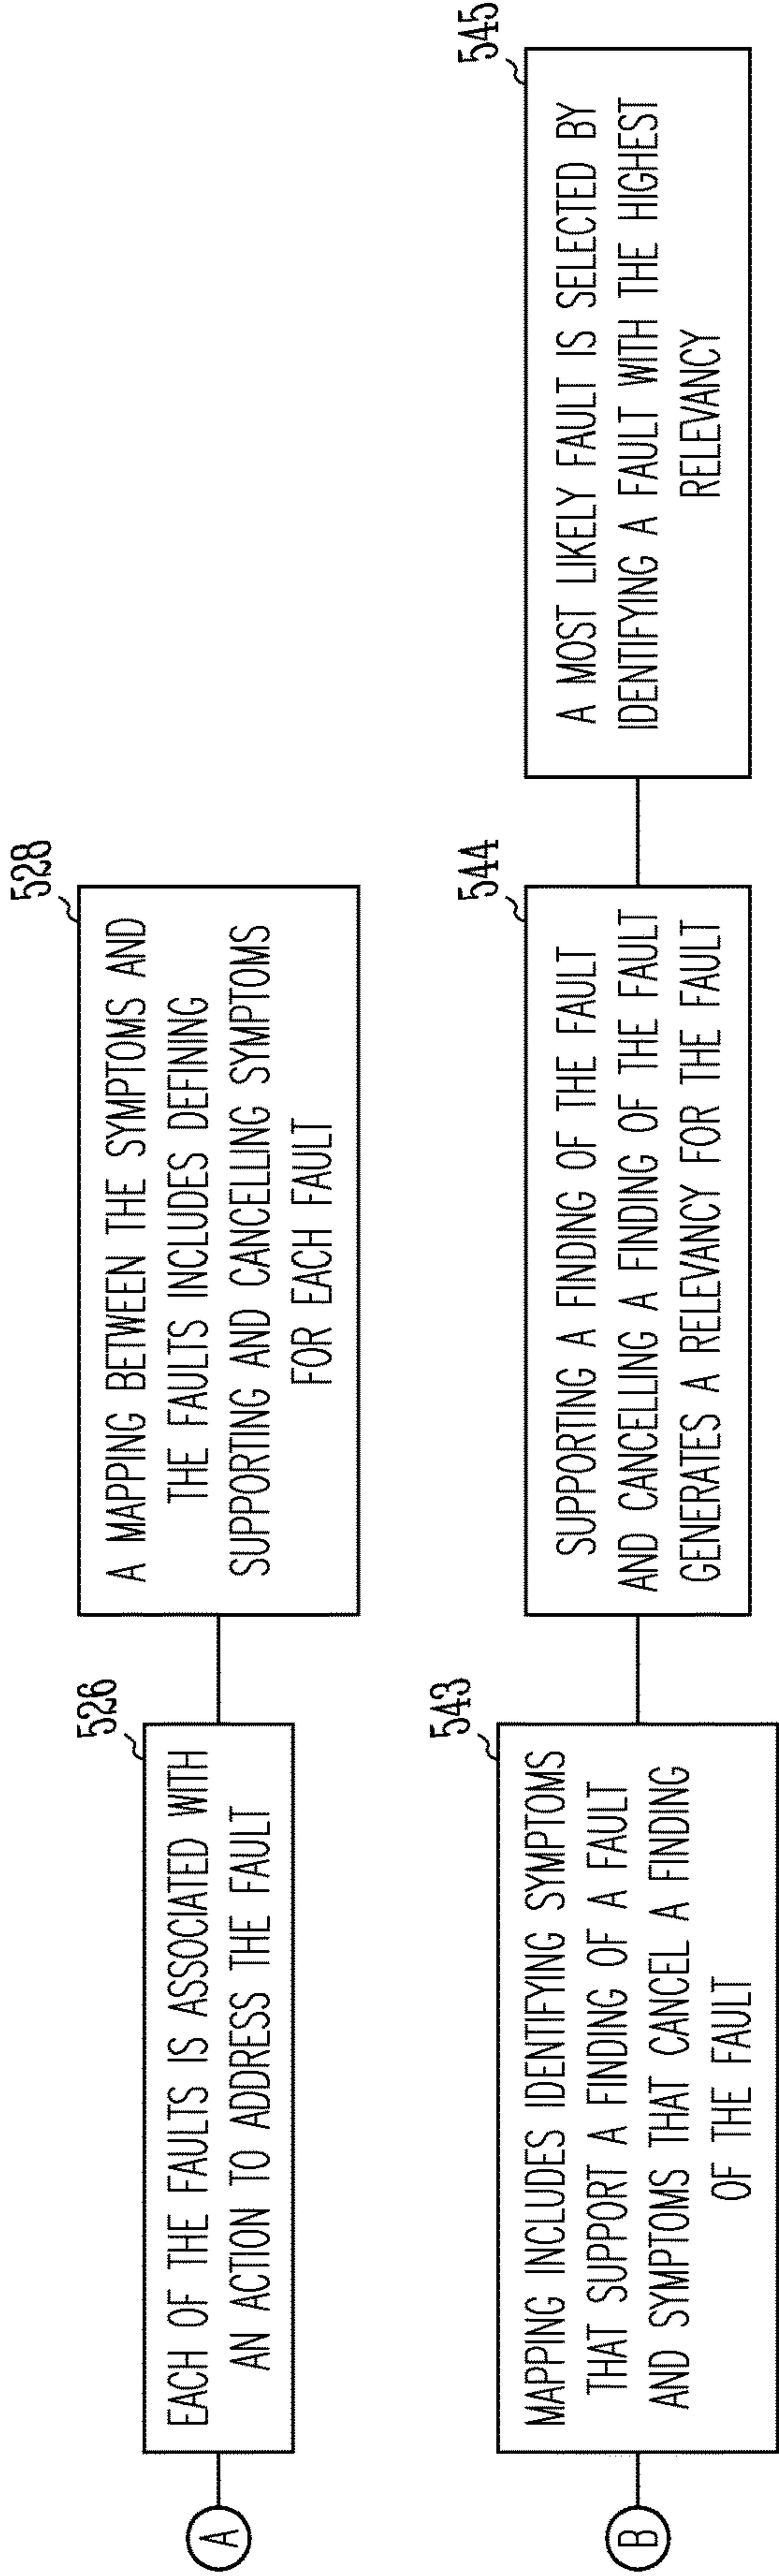 A
526
EACH OF THE FAULTS IS ASSOCIATED WITH
AN ACTION TO ADDRESS THE FAULT
528
A MAPPING BETWEEN THE SYMPTOMS AND
THE FAULTS INCLUDES DEFINING
SUPPORTING AND CANCELLING SYMPTOMS
FOR EACH FAULT
B
543
MAPPING INCLUDES IDENTIFYING SYMPTOMS
THAT SUPPORT A FINDING OF A FAULT
AND SYMPTOMS THAT CANCEL A FINDING
OF THE FAULT
544
SUPPORTING A FINDING OF THE FAULT
AND CANCELLING A FINDING OF THE FAULT
GENERATES A RELEVANCY FOR THE FAULT
545
A MOST LIKELY FAULT IS SELECTED BY
IDENTIFYING A FAULT WITH THE HIGHEST
RELEVANCY